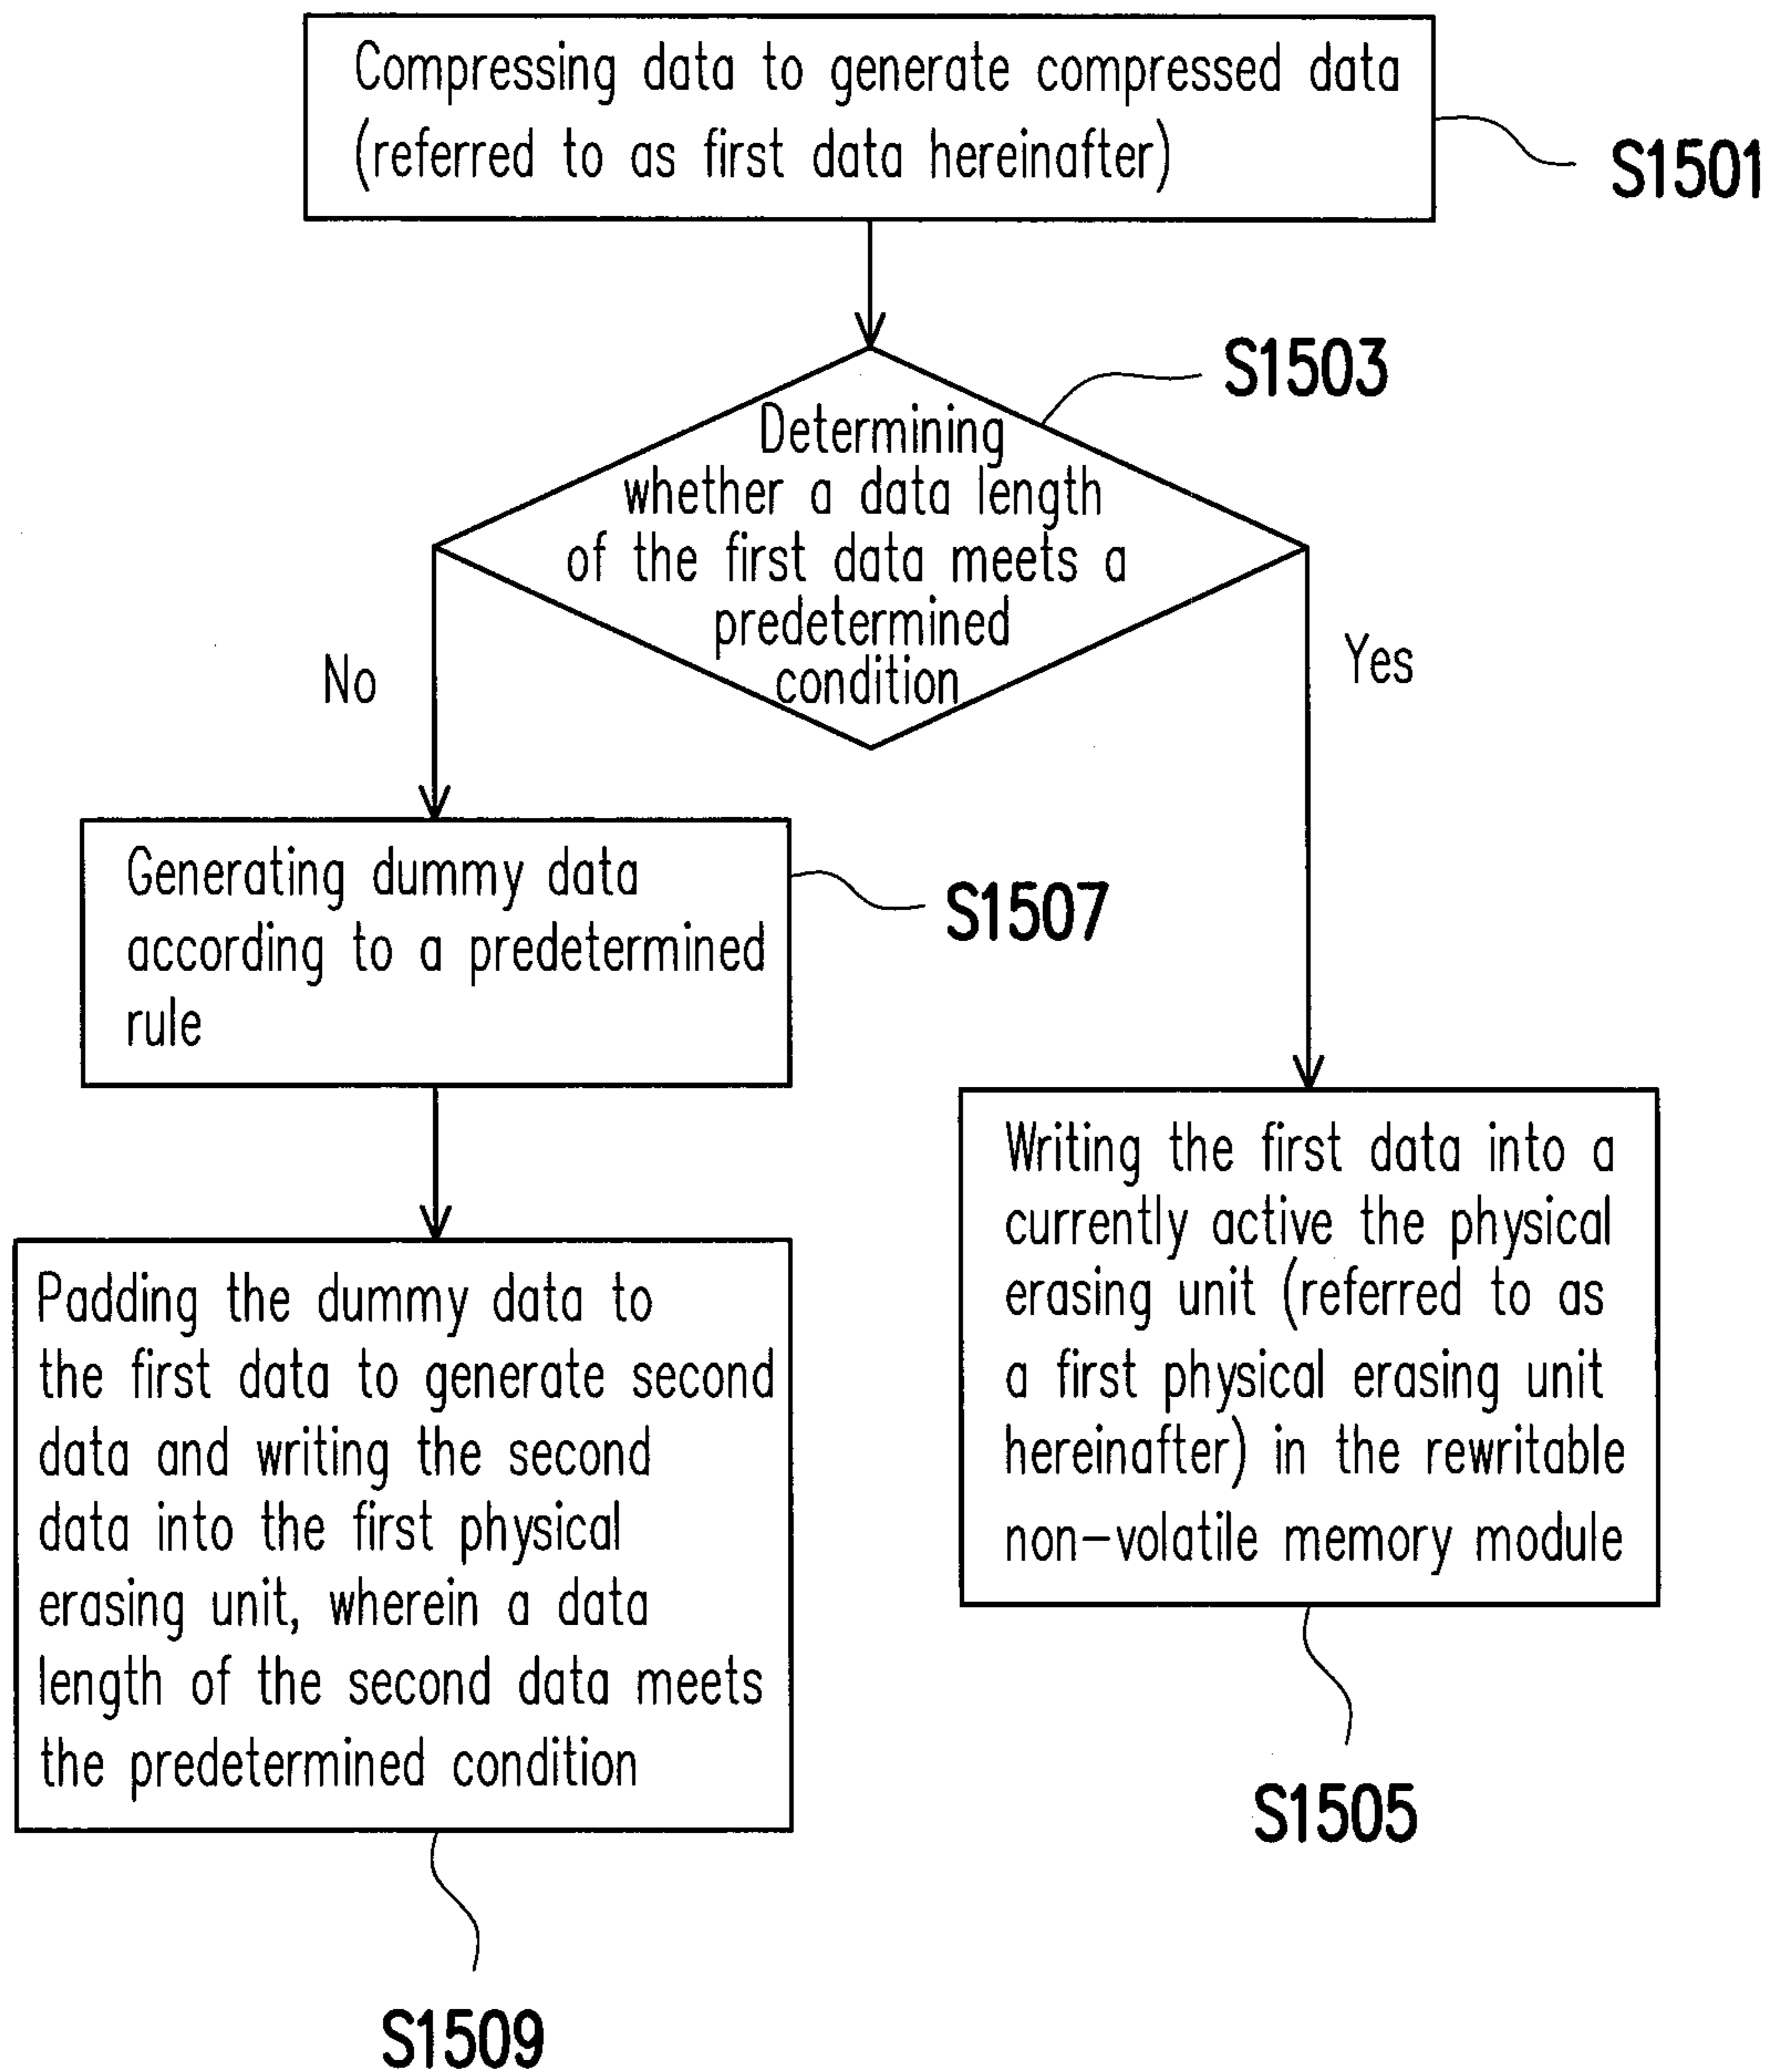 Compressing data to generate compressed data
(referred to as first data hereinafter)
S1501
S1503
Determining
whether a data length
of the first data meets a
predetermined
condition
No
Yes
Generating dummy data
according to a predetermined
rule
S1507
Writing the first data into a
currently active the physical
erasing unit (referred to as
a first physical erasing unit
hereinafter) in the rewritable
non-volatile memory module
S1505
Padding the dummy data to
the first data to generate second
data and writing the second
data into the first physical
erasing unit, wherein a data
length of the second data meets
the predetermined condition
S1509